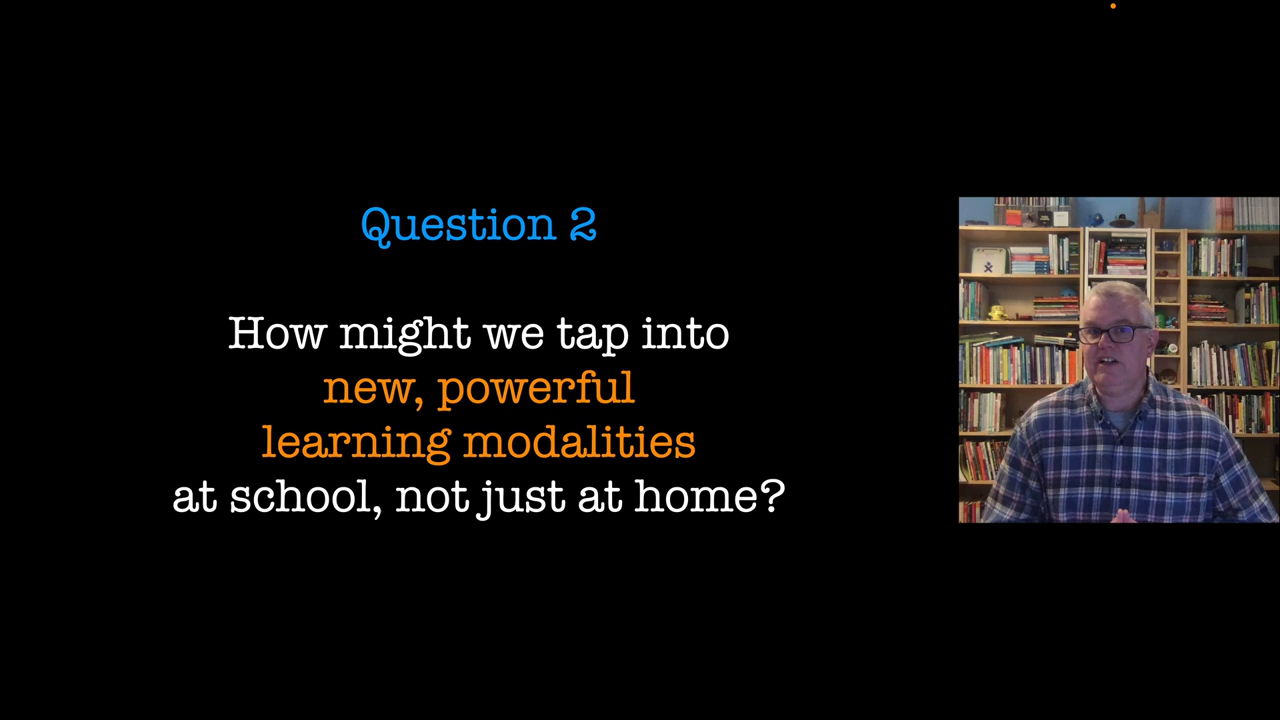 Question 2
How might we tap into
new, powerful
learning modalities
at school, not just at home?